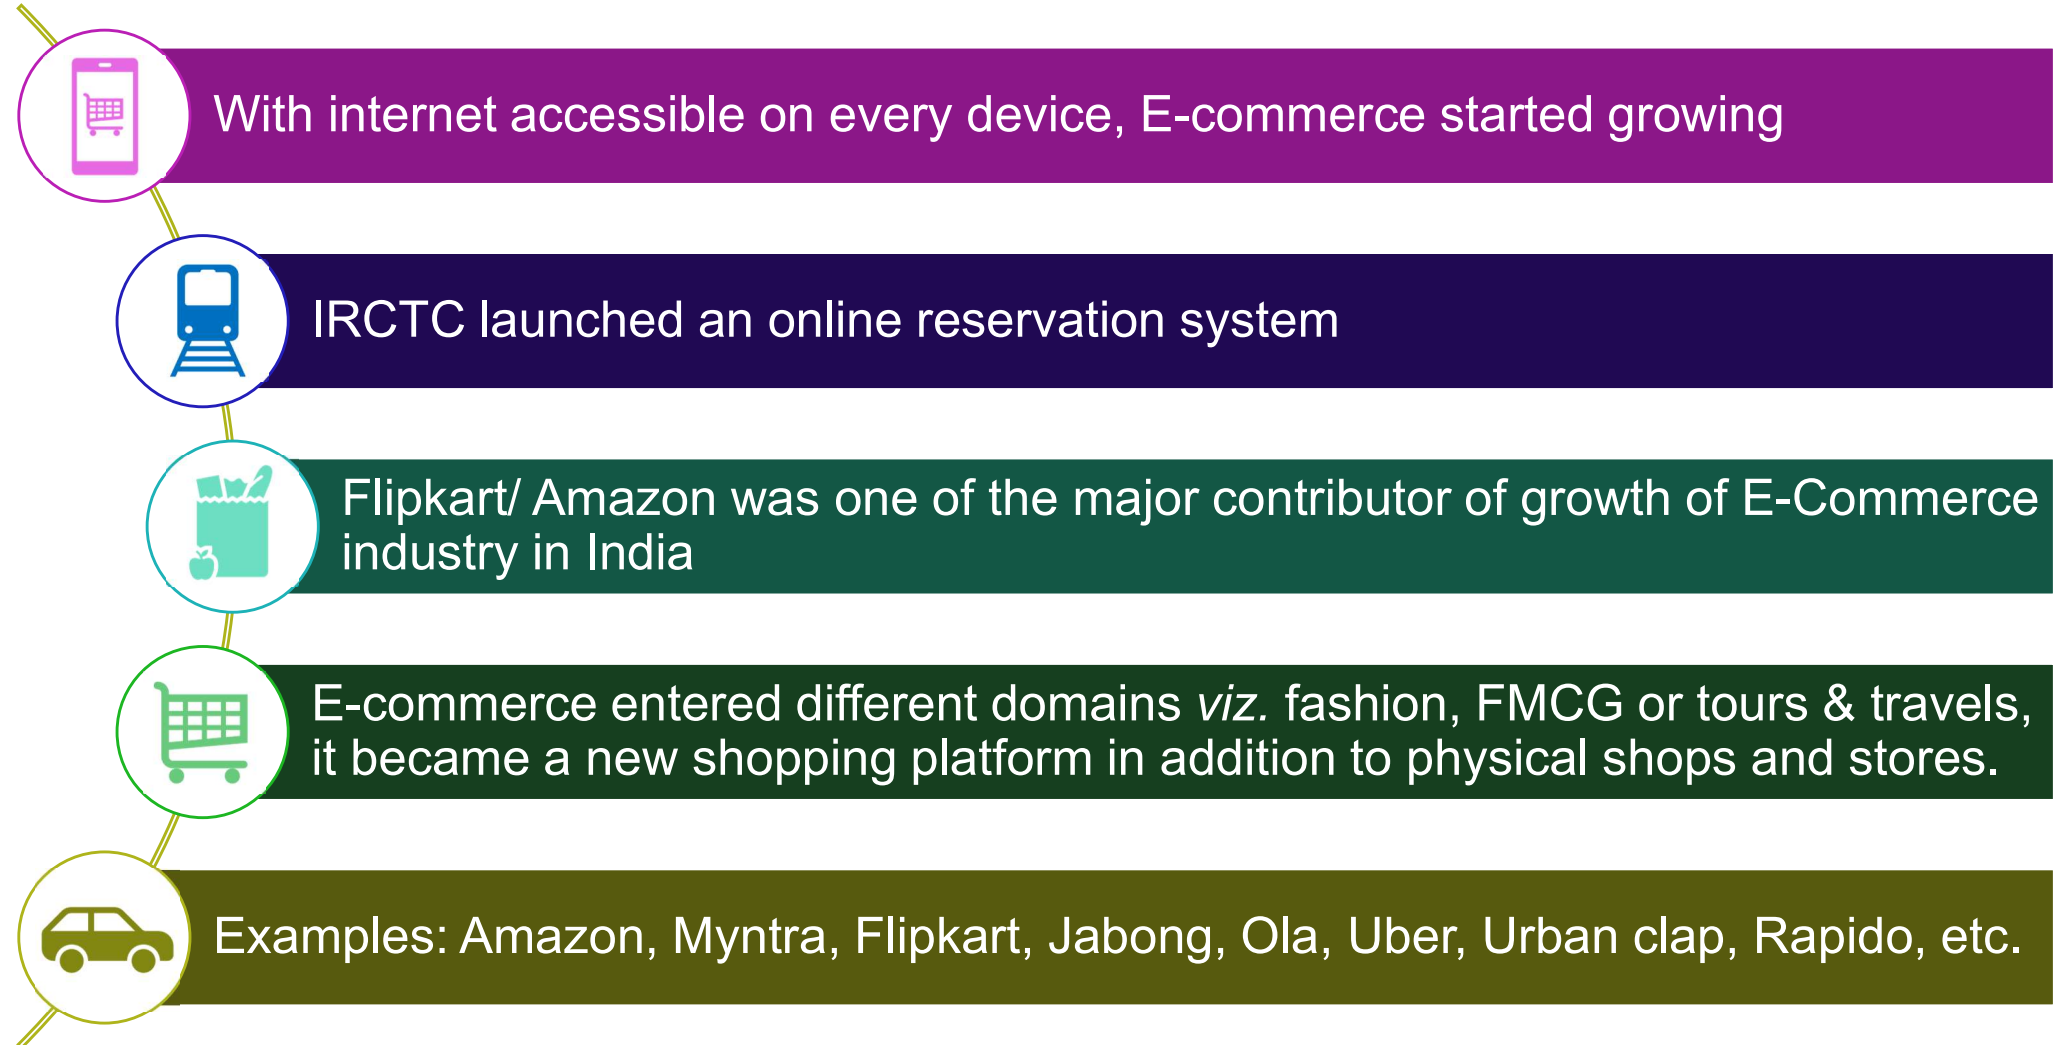 With internet accessible on every device, E-commerce started growing
IRCTC launched an online reservation system
Flipkart/ Amazon was one of the major contributor of growth of E-Commerce
industry in India
E-commerce entered different domains viz. fashion, FMCG or tours & travels,
it became a new shopping platform in addition to physical shops and stores.
Examples: Amazon, Myntra, Flipkart, Jabong, Ola, Uber, Urban clap, Rapido, etc.